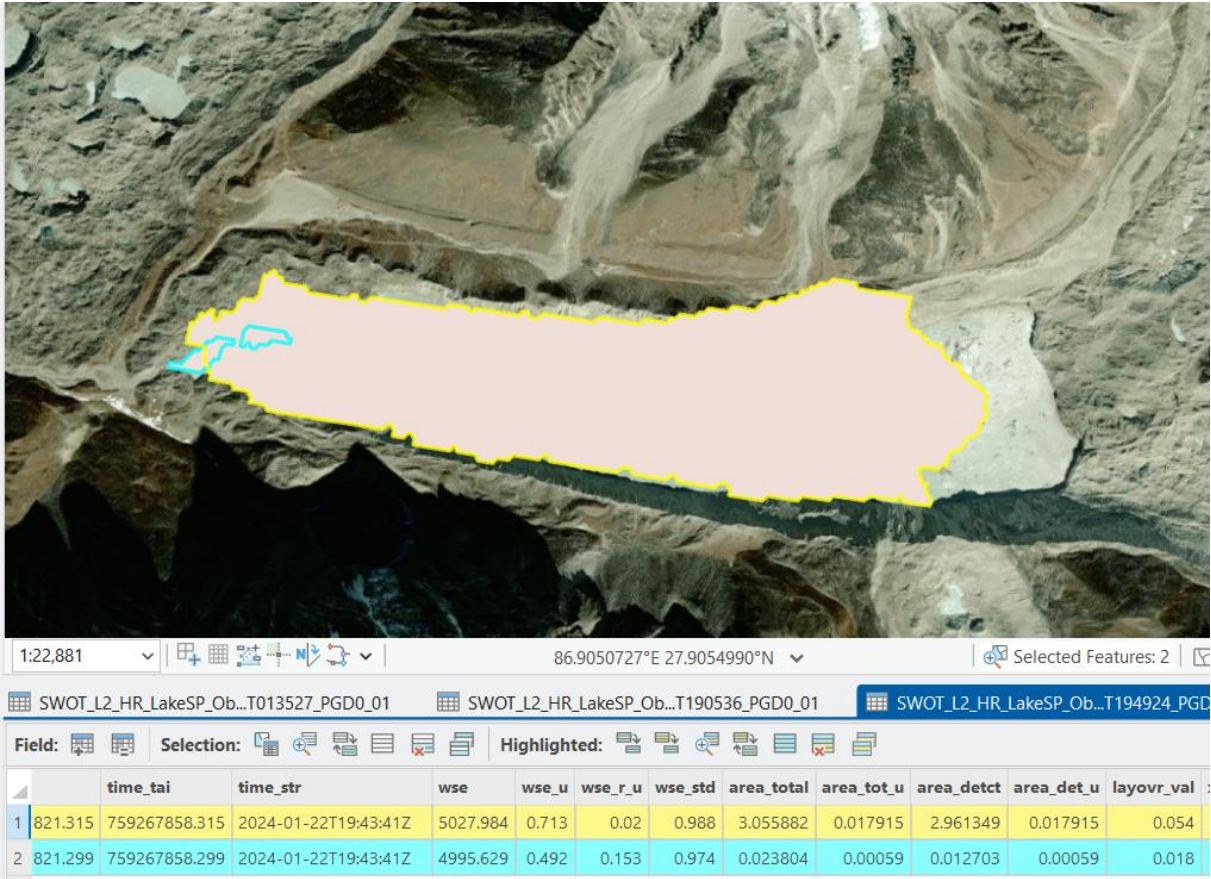 1:22,881 86.9050727°E 27.9054990°N Selected Features: 2
SWOT_L2_HR_LakeSP_Ob...T013527_PGD0_01 SWOT_L2_HR_LakeSP_Ob...T190536_PGD0_01 SWOT_L2_HR_LakeSP_Ob...T194924_PGD
Field: Selection: Highlighted:
time_tai time_str wse wse_u wse_r_u wse_std area_total area_tot_u area_detct area_det_u layovr_val
1 821.315 759267858.315 2024-01-22T19:43:41Z 5027.984 0.713 0.02 0.988 3.055882 0.017915 2.961349 0.017915 0.054
2 821.299 759267858.299 2024-01-22T19:43:41Z 4995.629 0.492 0.153 0.974 0.023804 0.00059 0.012703 0.00059 0.018